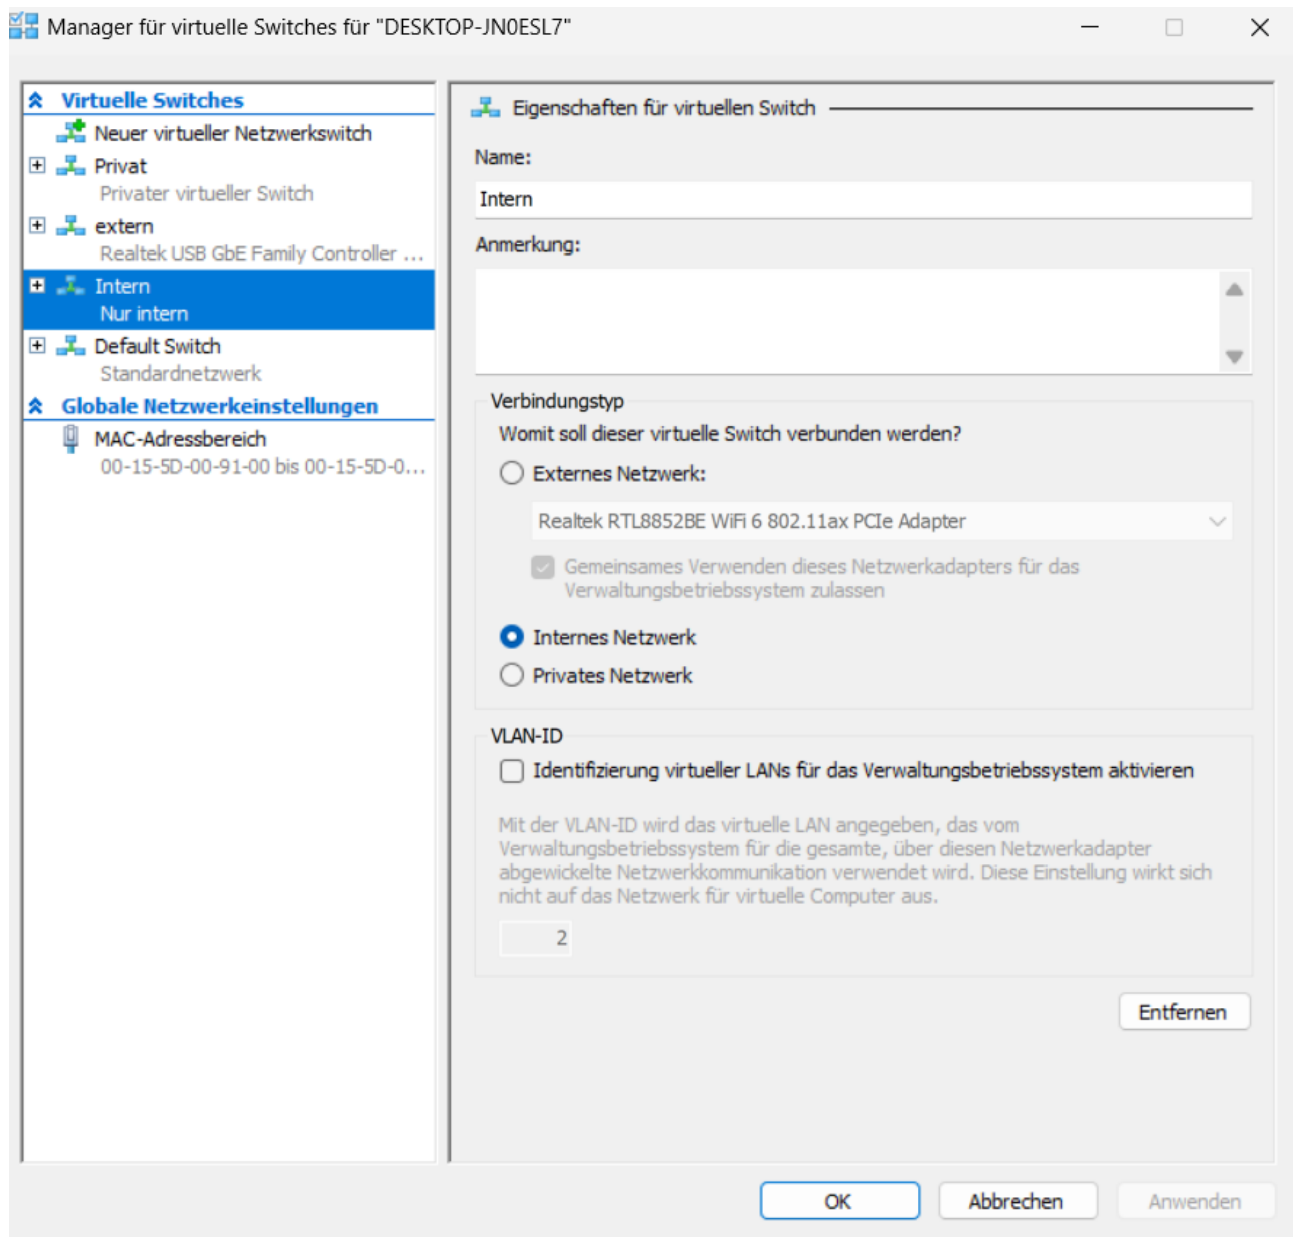 Manager für virtuelle Switches für "DESKTOP-JN0ESL7"
Virtuelle Switches
Neuer virtueller Netzwerkswitch
Privat
Privater virtueller Switch
extern
Realtek USB GbE Family Controller ...
Intern
Nur intern
Default Switch
Standardnetzwerk
Globale Netzwerkeinstellungen
MAC-Adressbereich
00-15-5D-00-91-00 bis 00-15-5D-0...
Eigenschaften für virtuellen Switch
Name:
Intern
Anmerkung:
Verbindungstyp
Womit soll dieser virtuelle Switch verbunden werden?
Externes Netzwerk:
Realtek RTL8852BE WiFi 6 802.11ax PCIe Adapter
Gemeinsames Verwenden dieses Netzwerkadapters für das
Verwaltungsbetriebssystem zulassen
Internes Netzwerk
Privates Netzwerk
VLAN-ID
Identifizierung virtueller LANs für das Verwaltungsbetriebssystem aktivieren
Mit der VLAN-ID wird das virtuelle LAN angegeben, das vom
Verwaltungsbetriebssystem für die gesamte, über diesen Netzwerkadapter
abgewickelte Netzwerkkommunikation verwendet wird. Diese Einstellung wirkt sich
nicht auf das Netzwerk für virtuelle Computer aus.
2
Entfernen
OK
Abbrechen
Anwenden